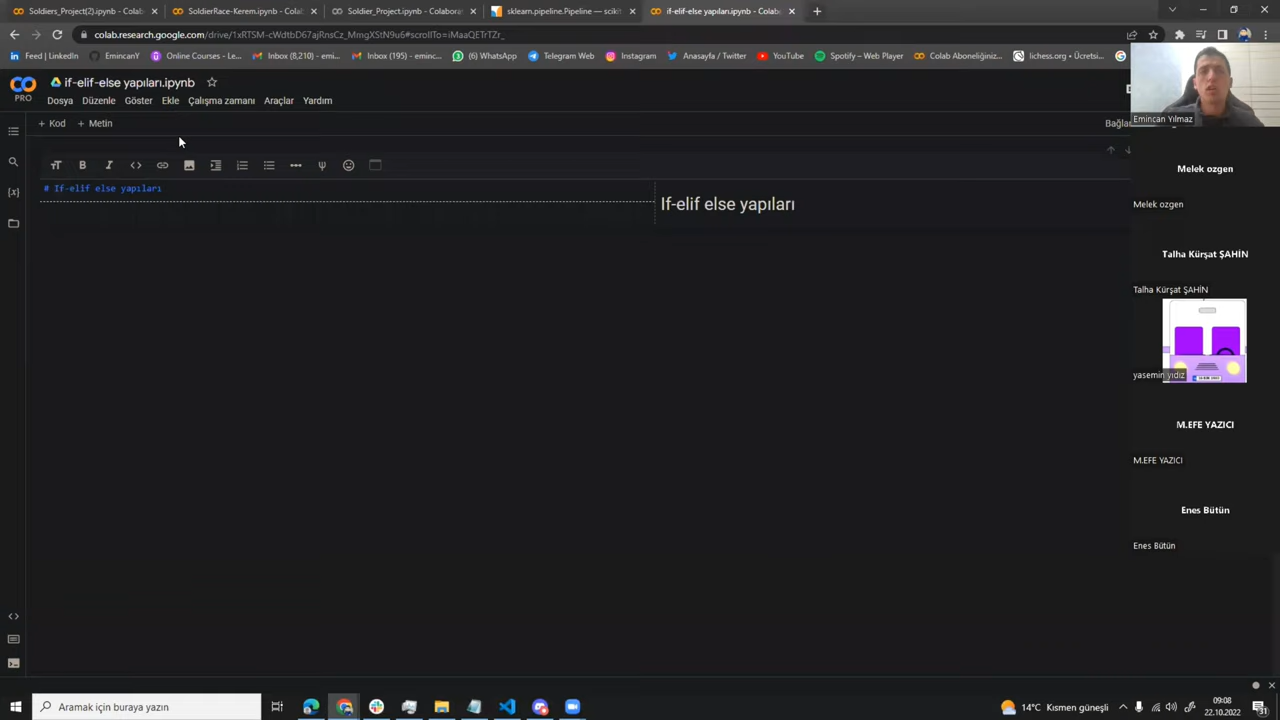 Soldiers_Project(2).ipynb - Colab
SoldierRace-Kerem.ipynb - Colab
Soldier_Project.ipynb - Colabora
sklearn.pipeline.Pipeline — scikit
if-elif-else yapıları.ipynb - Colab
colab.research.google.com/drive/1xRTSM-cWdtbD67ajRnsCz_MmgXStN9u6#scrollTo=iMaaQETrTZr_
Feed | LinkedIn
EmincanY
Online Courses - Le...
Inbox (8,210) - emi...
Inbox (195) - eminc...
(6) WhatsApp
Telegram Web
Instagram
Anasayfa / Twitter
YouTube
Spotify – Web Player
Colab Aboneliğiniz...
lichess.org • Ücretsi...
if-elif-else yapıları.ipynb
PRO
Dosya Düzenle Göster Ekle Çalışma zamanı Araçlar Yardım
+ Kod + Metin
Bağla
# If-elif else yapıları
If-elif else yapıları
Emincan Yılmaz
Melek ozgen
Melek ozgen
Talha Kürşat ŞAHİN
Talha Kürşat ŞAHİN
yasemin yıdız
M.EFE YAZICI
M.EFE YAZICI
Enes Bütün
Enes Bütün
Aramak için buraya yazın
14°C Kısmen güneşli
09:08
22.10.2022
31